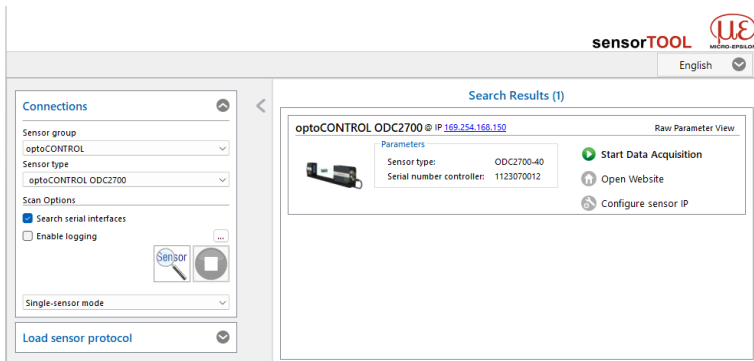 sensorTOOL
με
MICRO-EPSILON
English
Connections
Sensor group
optoCONTROL
Sensor type
optoCONTROL ODC2700
Scan Options
Search serial interfaces
Enable logging
...
Sensor
Single-sensor mode
Load sensor protocol
Search Results (1)
optoCONTROL ODC2700 @ IP 169.254.168.150
Raw Parameter View
Parameters
Sensor type: ODC2700-40
Serial number controller: 1123070012
Start Data Acquisition
Open Website
Configure sensor IP